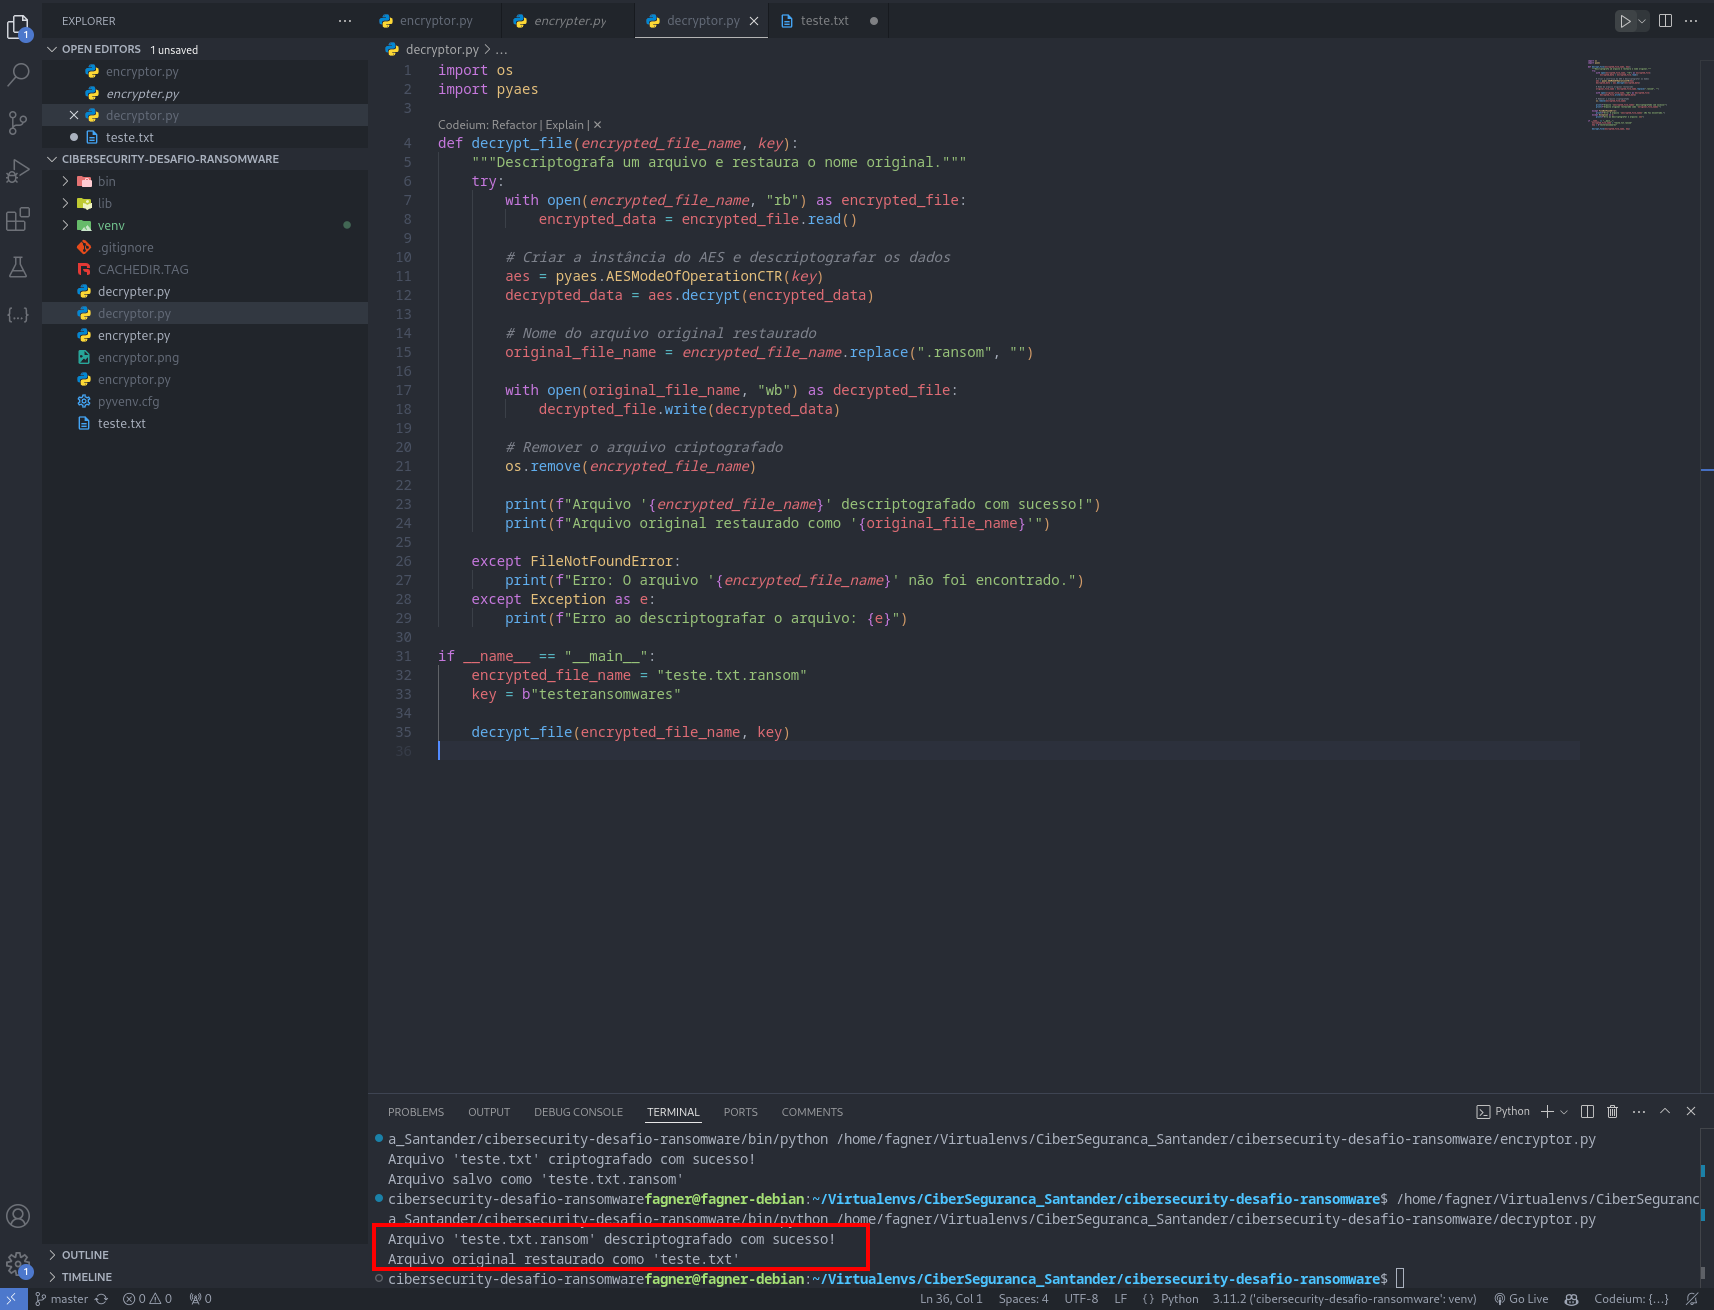 EXPLORER
OPEN EDITORS 1 unsaved
encryptor.py
encrypter.py
decryptor.py
teste.txt
CIBERSECURITY-DESAFIO-RANSOMWARE
bin
lib
venv
.gitignore
CACHEDIR.TAG
decrypter.py
decryptor.py
encrypter.py
encryptor.png
encryptor.py
pyvenv.cfg
teste.txt
OUTLINE
TIMELINE
encryptor.py encrypter.py decryptor.py teste.txt
decryptor.py > ...
1 import os
2 import pyaes
3
Codeium: Refactor | Explain | ×
4 def decrypt_file(encrypted_file_name, key):
5 """Descriptografa um arquivo e restaura o nome original."""
6 try:
7 with open(encrypted_file_name, "rb") as encrypted_file:
8 encrypted_data = encrypted_file.read()
9
10 # Criar a instância do AES e descriptografar os dados
11 aes = pyaes.AESModeOfOperationCTR(key)
12 decrypted_data = aes.decrypt(encrypted_data)
13
14 # Nome do arquivo original restaurado
15 original_file_name = encrypted_file_name.replace(".ransom", "")
16
17 with open(original_file_name, "wb") as decrypted_file:
18 decrypted_file.write(decrypted_data)
19
20 # Remover o arquivo criptografado
21 os.remove(encrypted_file_name)
22
23 print(f"Arquivo '{encrypted_file_name}' descriptografado com sucesso!")
24 print(f"Arquivo original restaurado como '{original_file_name}'")
25
26 except FileNotFoundError:
27 print(f"Erro: O arquivo '{encrypted_file_name}' não foi encontrado.")
28 except Exception as e:
29 print(f"Erro ao descriptografar o arquivo: {e}")
30
31 if __name__ == "__main__":
32 encrypted_file_name = "teste.txt.ransom"
33 key = b"testeransomwares"
34
35 decrypt_file(encrypted_file_name, key)
36
PROBLEMS OUTPUT DEBUG CONSOLE TERMINAL PORTS COMMENTS Python
a_Santander/cibersecurity-desafio-ransomware/bin/python /home/fagner/Virtualenvs/CiberSeguranca_Santander/cibersecurity-desafio-ransomware/encryptor.py
Arquivo 'teste.txt' criptografado com sucesso!
Arquivo salvo como 'teste.txt.ransom'
cibersecurity-desafio-ransomwarefagner@fagner-debian:~/Virtualenvs/CiberSeguranca_Santander/cibersecurity-desafio-ransomware$ /home/fagner/Virtualenvs/CiberSeguranc
a_Santander/cibersecurity-desafio-ransomware/bin/python /home/fagner/Virtualenvs/CiberSeguranca_Santander/cibersecurity-desafio-ransomware/decryptor.py
Arquivo 'teste.txt.ransom' descriptografado com sucesso!
Arquivo original restaurado como 'teste.txt'
cibersecurity-desafio-ransomwarefagner@fagner-debian:~/Virtualenvs/CiberSeguranca_Santander/cibersecurity-desafio-ransomware$
master 0 0 0 Ln 36, Col 1 Spaces: 4 UTF-8 LF {} Python 3.11.2 ('cibersecurity-desafio-ransomware': venv) Go Live Codeium: {...}